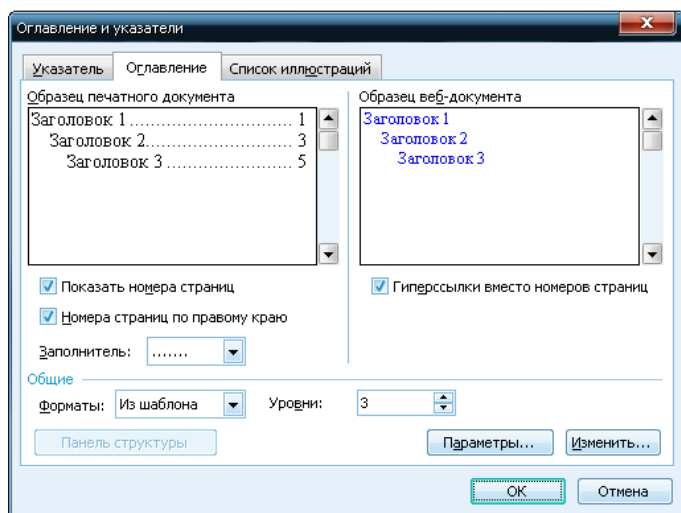 Оглавление и указатели
Указатель Оглавление Список иллюстраций
Образец печатного документа
Заголовок 1 ........................... 1
Заголовок 2............................. 3
Заголовок 3 ......................... 5
Образец веб-документа
Заголовок 1
Заголовок 2
Заголовок 3
Показать номера страниц
Номера страниц по правому краю
Заполнитель: .......
Гиперссылки вместо номеров страниц
Общие
Форматы: Из шаблона Уровни: 3
Панель структуры Параметры... Изменить...
ОК Отмена